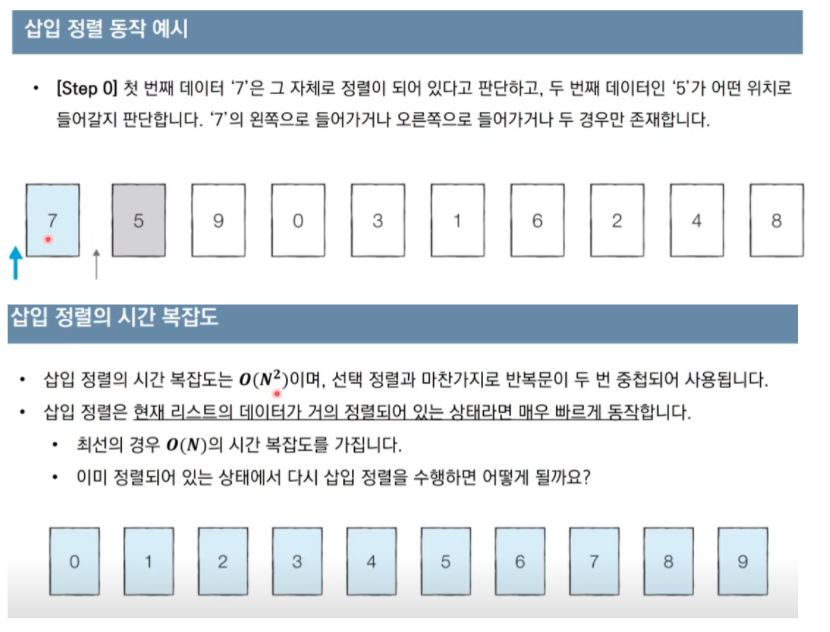 삽입 정렬 동작 예시
• [Step 0] 첫 번째 데이터 ‘7’은 그 자체로 정렬이 되어 있다고 판단하고, 두 번째 데이터인 ‘5’가 어떤 위치로
들어갈지 판단합니다. ‘7’의 왼쪽으로 들어가거나 오른쪽으로 들어가거나 두 경우만 존재합니다.
7 5 9 0 3 1 6 2 4 8
삽입 정렬의 시간 복잡도
• 삽입 정렬의 시간 복잡도는 O(N²)이며, 선택 정렬과 마찬가지로 반복문이 두 번 중첩되어 사용됩니다.
• 삽입 정렬은 현재 리스트의 데이터가 거의 정렬되어 있는 상태라면 매우 빠르게 동작합니다.
• 최선의 경우 O(N)의 시간 복잡도를 가집니다.
• 이미 정렬되어 있는 상태에서 다시 삽입 정렬을 수행하면 어떻게 될까요?
0 1 2 3 4 5 6 7 8 9